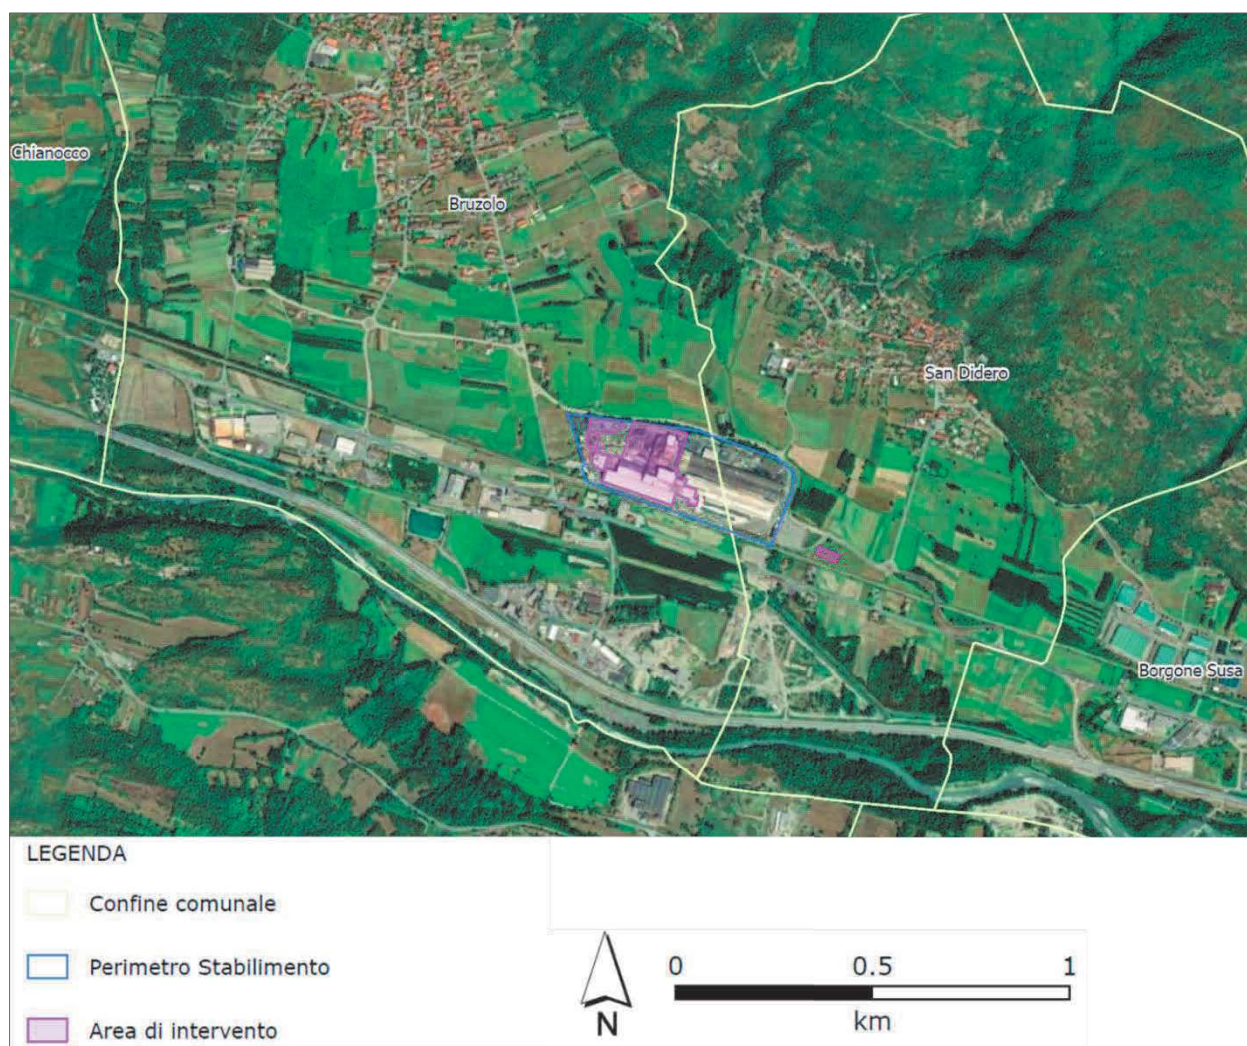 Chianocco
Bruzolo
San Didero
Borgone Susa
LEGENDA
Confine comunale
Perimetro Stabilimento
Area di intervento
0 0.5 1
km
N